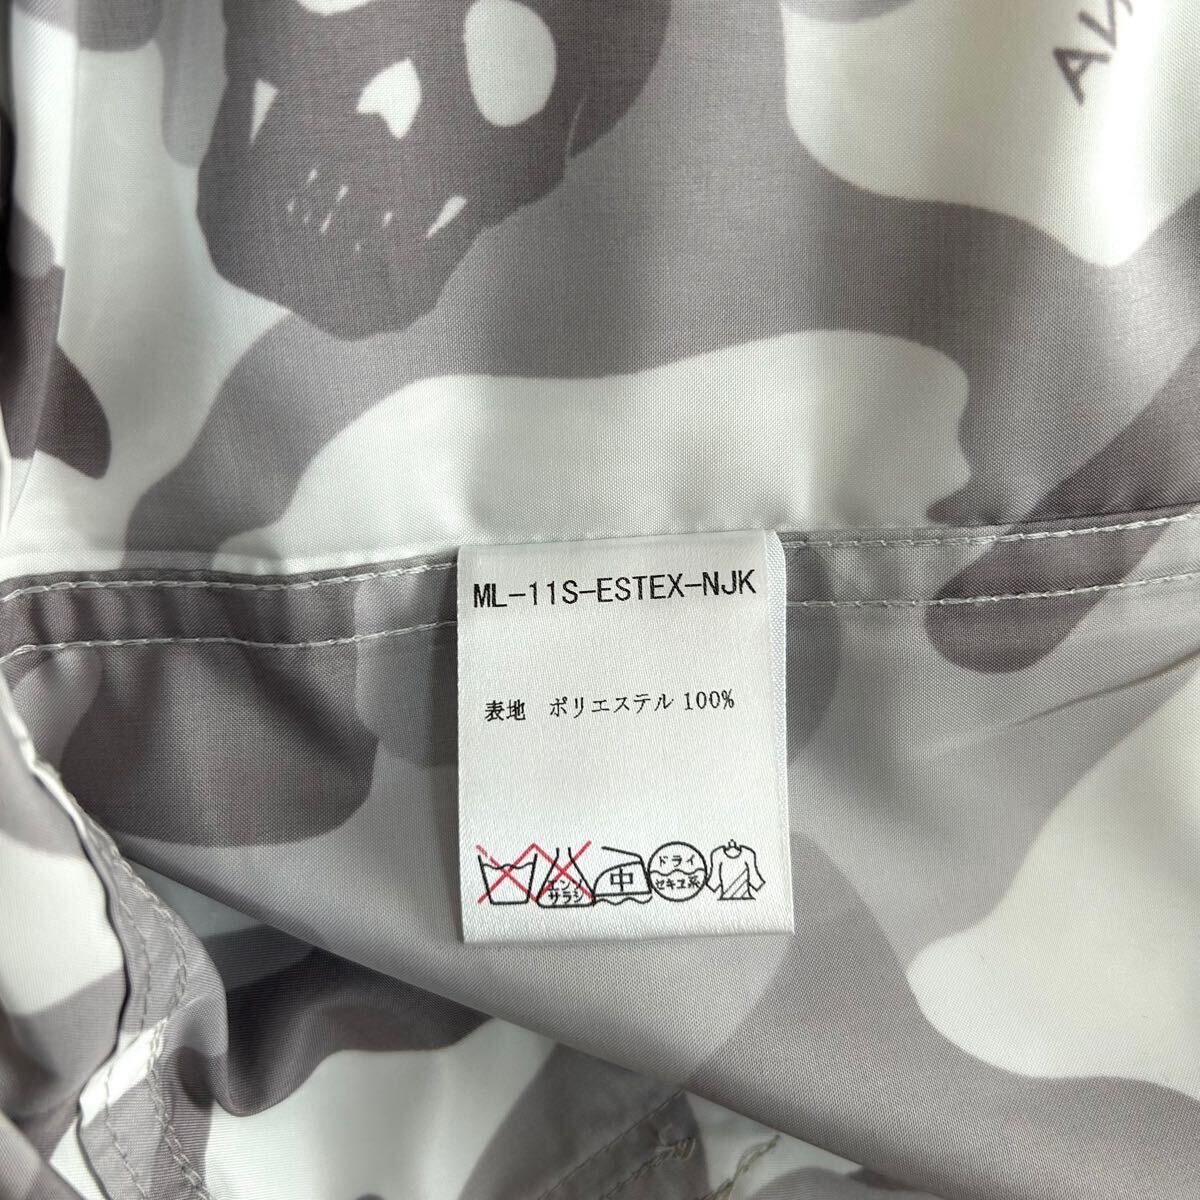 ML-11S-ESTEX-NJK
表地　ポリエステル 100%
エンソ
サラシ
中
ドライ
セキユ系